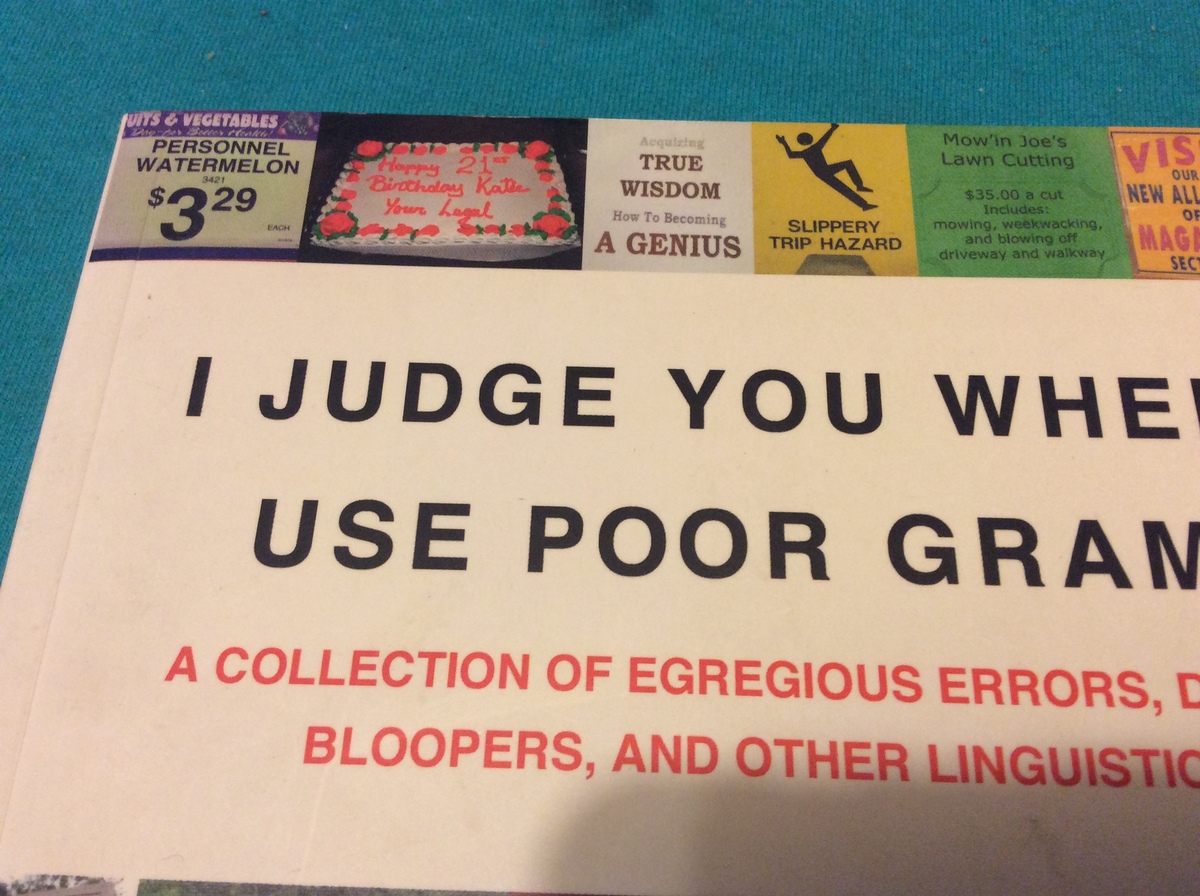 UITS & VEGETABLES
PERSONNEL
WATERMELON
3421
$3 29
EACH
Happy 21st
Birthday Katie
Your Legal
Acquiring
TRUE
WISDOM
How To Becoming
A GENIUS
SLIPPERY
TRIP HAZARD
Mow'in Joe's
Lawn Cutting
$35.00 a cut
Includes:
mowing, weekwacking,
and blowing off
driveway and walkway
VIS
OUR
NEW ALL
OF
MAGA
SECT
I JUDGE YOU WHEN
USE POOR GRAM
A COLLECTION OF EGREGIOUS ERRORS, D
BLOOPERS, AND OTHER LINGUISTIC